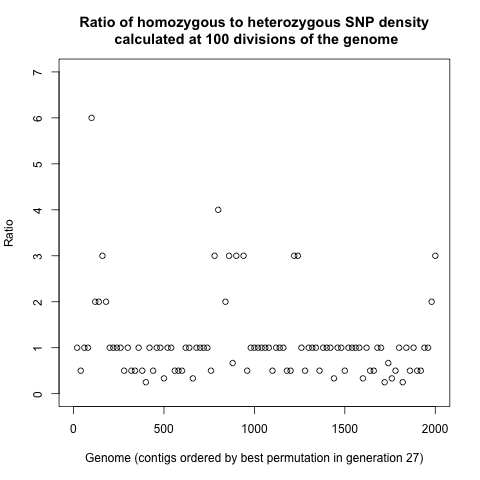 Ratio of homozygous to heterozygous SNP density
calculated at 100 divisions of the genome
7
6
5
4
3
2
1
0
Ratio
0 500 1000 1500 2000
Genome (contigs ordered by best permutation in generation 27)